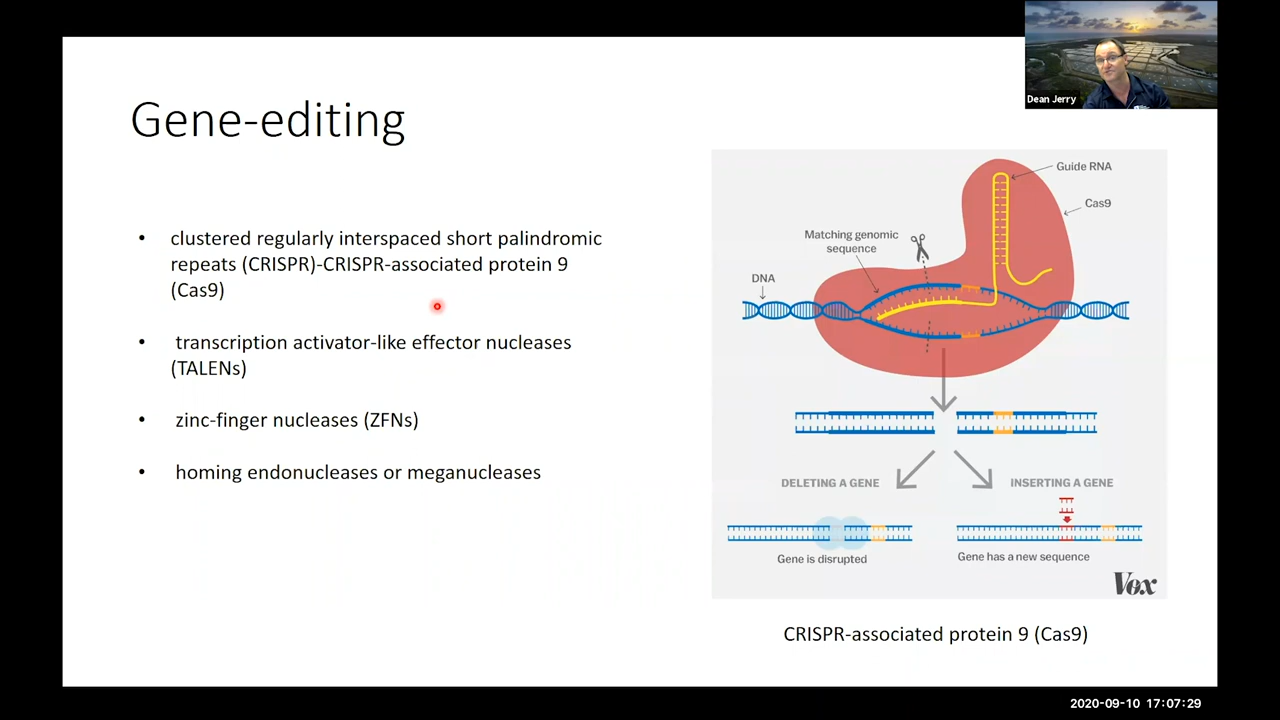 Dean Jerry
Gene-editing
• clustered regularly interspaced short palindromic
repeats (CRISPR)-CRISPR-associated protein 9
(Cas9)
• transcription activator-like effector nucleases
(TALENs)
• zinc-finger nucleases (ZFNs)
• homing endonucleases or meganucleases
Guide RNA
Cas9
Matching genomic
sequence
DNA
DELETING A GENE
INSERTING A GENE
Gene is disrupted
Gene has a new sequence
Vox
CRISPR-associated protein 9 (Cas9)
2020-09-10 17:07:29